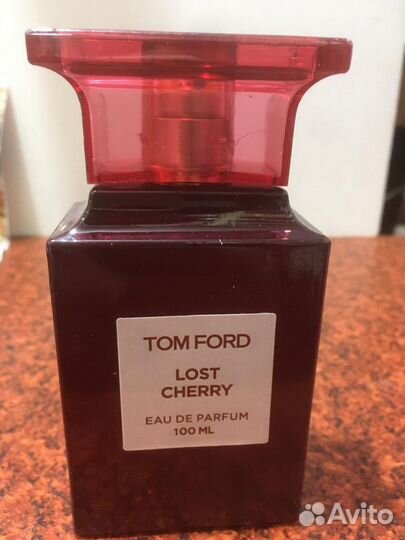 TOM FORD
LOST
CHERRY
EAU DE PARFUM
100 ML
Avito